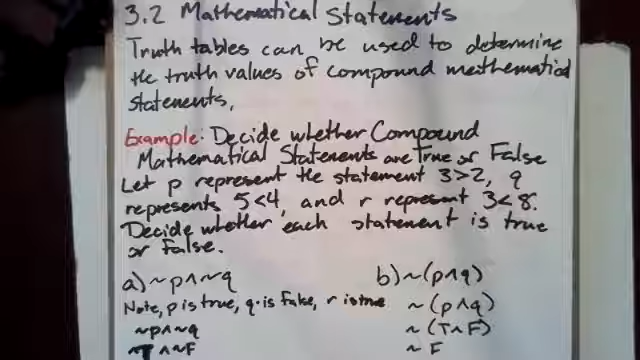 3.2 Mathematical Statements
Truth tables can be used to determine
the truth values of compound mathematical
statements,
Example: Decide whether Compound
Mathematical Statements are True or False
Let p represent the statement 3>2, q
represents 5<4, and r represent 3<8.
Decide whether each statement is true
or false.
a) ~p∧~q
Note, p is true, q is false, r is true
~p∧~q
~T∧~F
b) ~(p∧q)
~(p∧q)
~(T∧F)
~F